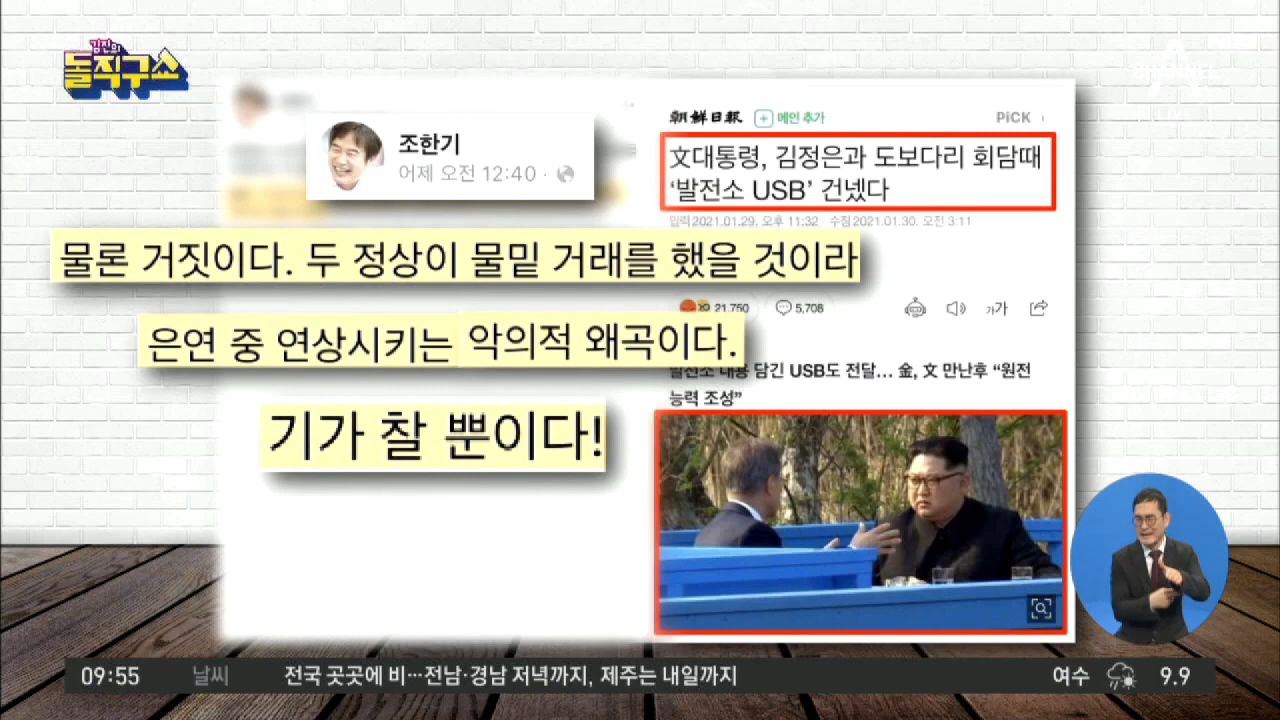 김진의
돌직구쇼
조한기
어제 오전 12:40 ·
물론 거짓이다. 두 정상이 물밑 거래를 했을 것이라
은연 중 연상시키는 악의적 왜곡이다.
기가 찰 뿐이다!
朝鮮日報 메인 추가 PiCK
文대통령, 김정은과 도보다리 회담때
‘발전소 USB’ 건넸다
입력 2021.01.29. 오후 11:32 수정 2021.01.30. 오전 3:11
21,750 5,708 가가
발전소 내용 담긴 USB도 전달... 金, 文 만난후 “원전
능력 조성”
09:55 날씨 전국 곳곳에 비…전남·경남 저녁까지, 제주는 내일까지 여수 9.9